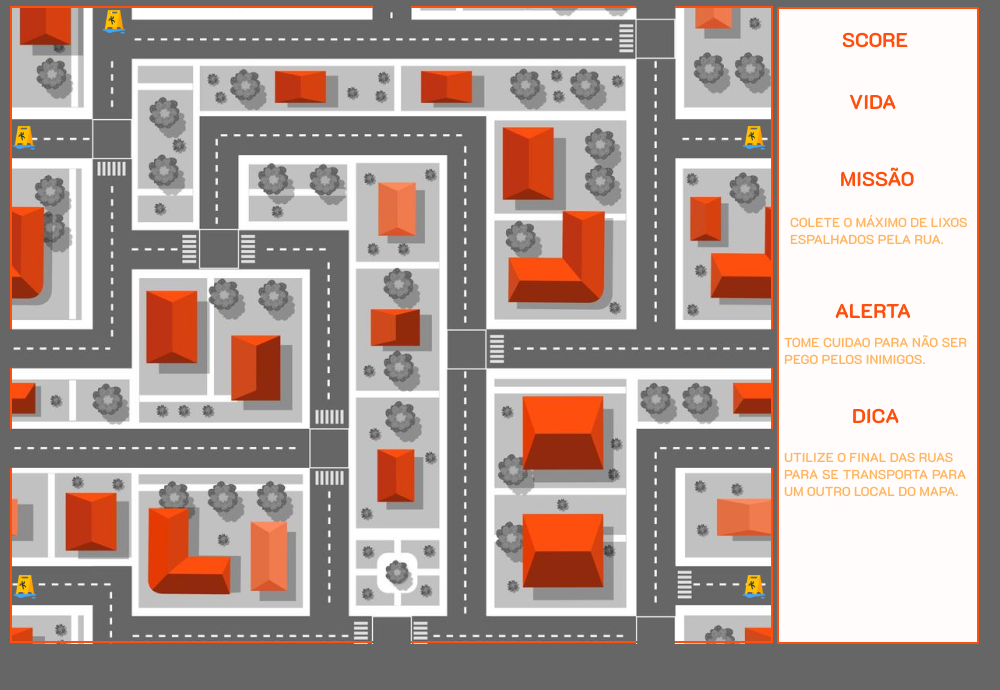 SCORE
VIDA
MISSÃO
COLETE O MÁXIMO DE LIXOS
ESPALHADOS PELA RUA.
ALERTA
TOME CUIDAO PARA NÃO SER
PEGO PELOS INIMIGOS.
DICA
UTILIZE O FINAL DAS RUAS
PARA SE TRANSPORTA PARA
UM OUTRO LOCAL DO MAPA.